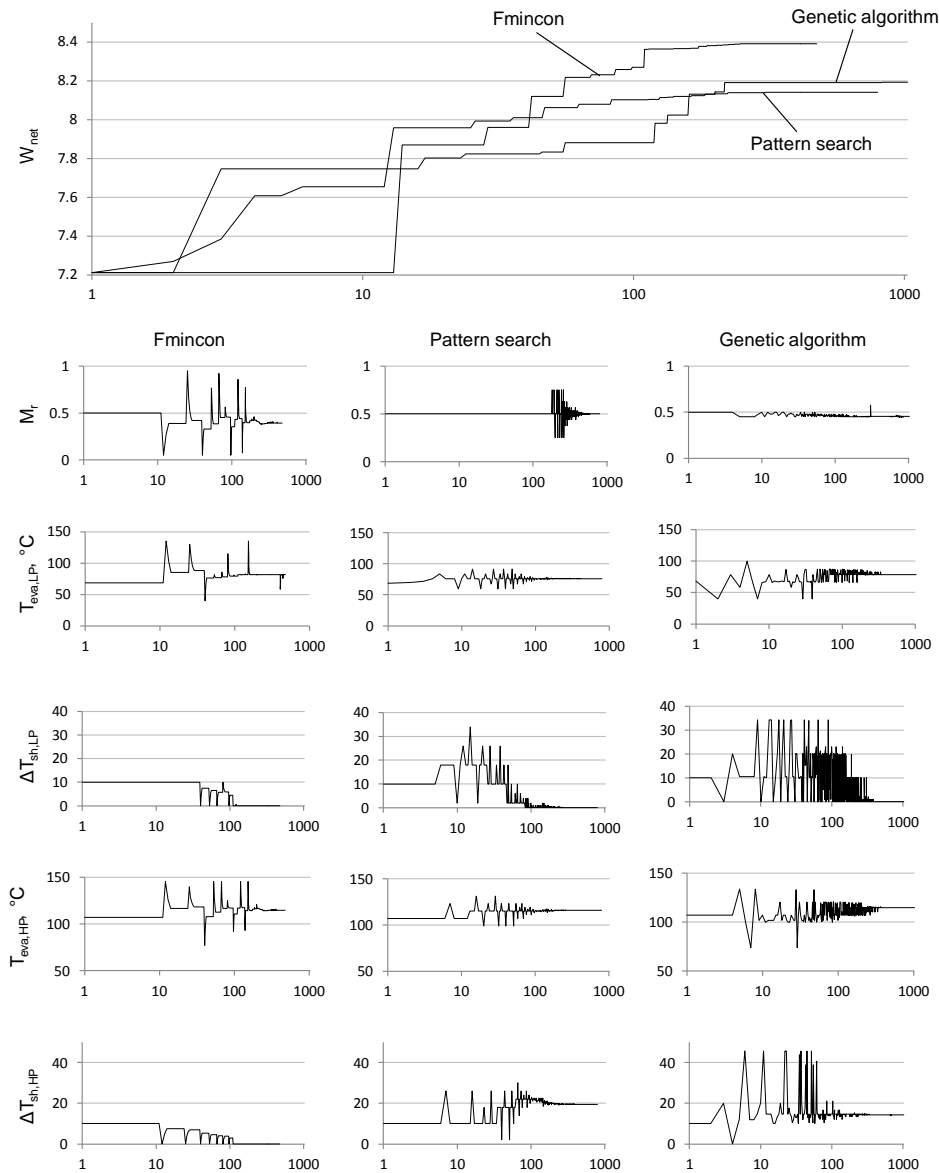 Genetic algorithm
Fmincon
8.4
8.2
8
7.8
7.6
7.4
7.2
W_net
Pattern search
1 10 100 1000
Fmincon Pattern search Genetic algorithm
M_r
1 0.5 0
1 0.5 0
1 0.5 0
1 10 100 1000
1 10 100 1000
1 10 100 1000
T_eva,LP, °C
150 100 50 0
150 100 50 0
150 100 50 0
1 10 100 1000
1 10 100 1000
1 10 100 1000
ΔT_sh,LP
40 30 20 10 0
40 30 20 10 0
40 30 20 10 0
1 10 100 1000
1 10 100 1000
1 10 100 1000
T_eva,HP, °C
150 100 50
150 100 50
150 100 50
1 10 100 1000
1 10 100 1000
1 10 100 1000
ΔT_sh,HP
40 20 0
40 20 0
40 20 0
1 10 100 1000
1 10 100 1000
1 10 100 1000